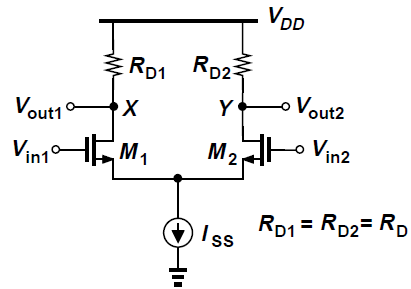 VDD
RD1 RD2
Vout1 X Y Vout2
Vin1 M1 M2 Vin2
ISS RD1 = RD2 = RD